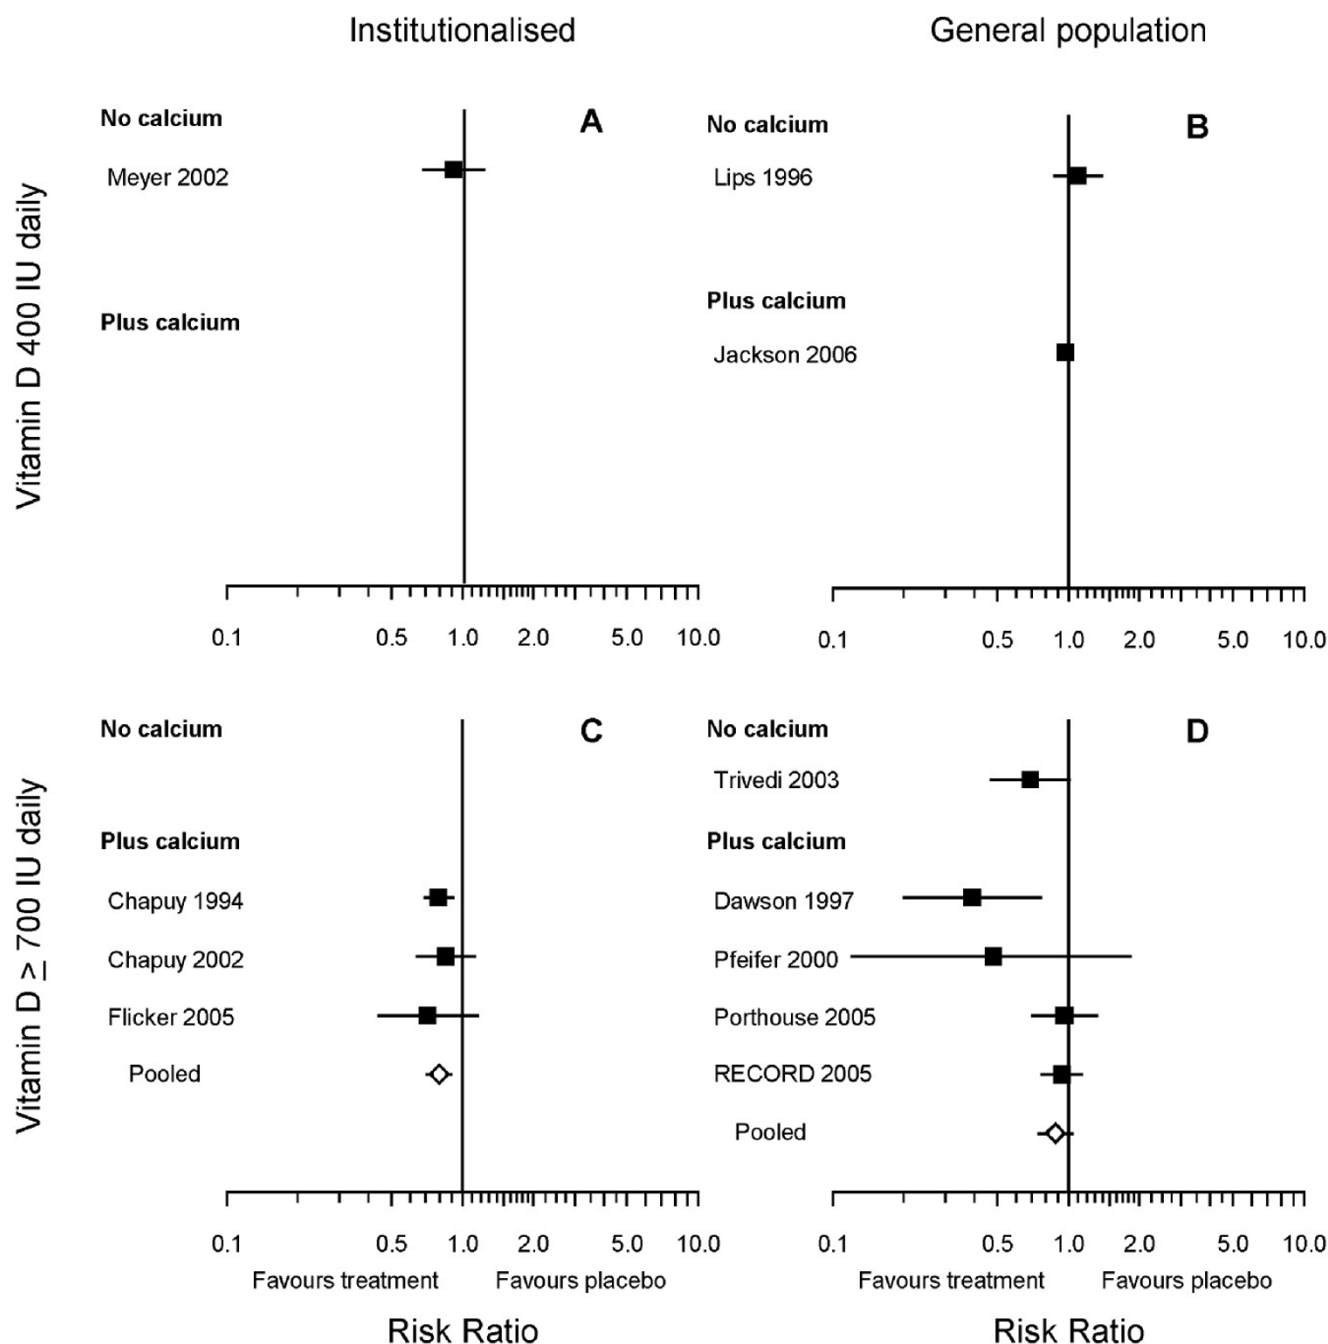 Institutionalised
General population
Vitamin D 400 IU daily
No calcium
A
Meyer 2002
Plus calcium
0.1 0.5 1.0 2.0 5.0 10.0
No calcium
B
Lips 1996
Plus calcium
Jackson 2006
0.1 0.5 1.0 2.0 5.0 10.0
Vitamin D ≥ 700 IU daily
No calcium
C
Plus calcium
Chapuy 1994
Chapuy 2002
Flicker 2005
Pooled
0.1 0.5 1.0 2.0 5.0 10.0
Favours treatment Favours placebo
Risk Ratio
No calcium
D
Trivedi 2003
Plus calcium
Dawson 1997
Pfeifer 2000
Porthouse 2005
RECORD 2005
Pooled
0.1 0.5 1.0 2.0 5.0 10.0
Favours treatment Favours placebo
Risk Ratio